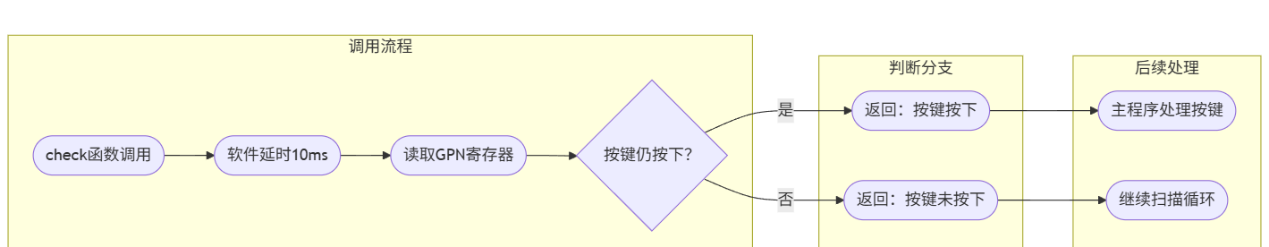 调用流程
check函数调用
软件延时10ms
读取GPN寄存器
按键仍按下?
是
否
判断分支
返回：按键按下
返回：按键未按下
后续处理
主程序处理按键
继续扫描循环